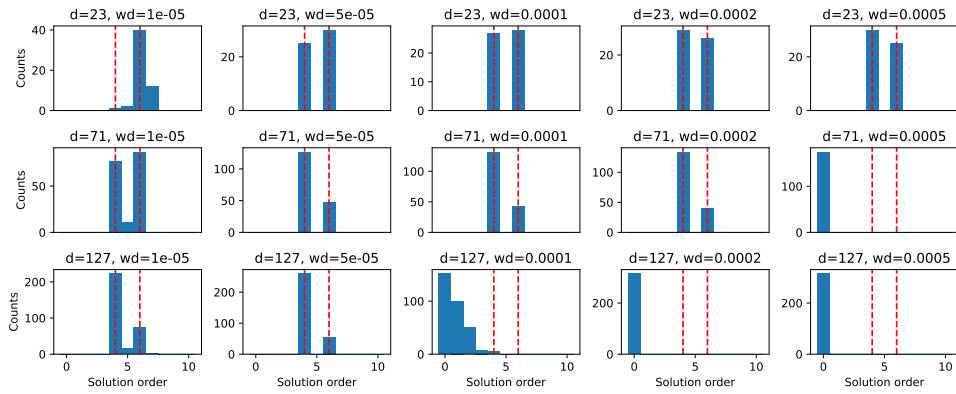 d=23, wd=1e-05
d=23, wd=5e-05
d=23, wd=0.0001
d=23, wd=0.0002
d=23, wd=0.0005
Counts
40
20
0
20
0
30
20
10
0
20
0
20
0
d=71, wd=1e-05
d=71, wd=5e-05
d=71, wd=0.0001
d=71, wd=0.0002
d=71, wd=0.0005
Counts
50
0
100
50
0
100
50
0
100
50
0
100
0
d=127, wd=1e-05
d=127, wd=5e-05
d=127, wd=0.0001
d=127, wd=0.0002
d=127, wd=0.0005
Counts
200
100
0
200
100
0
100
0
200
0
200
0
0 5 10
0 5 10
0 5 10
0 5 10
0 5 10
Solution order
Solution order
Solution order
Solution order
Solution order